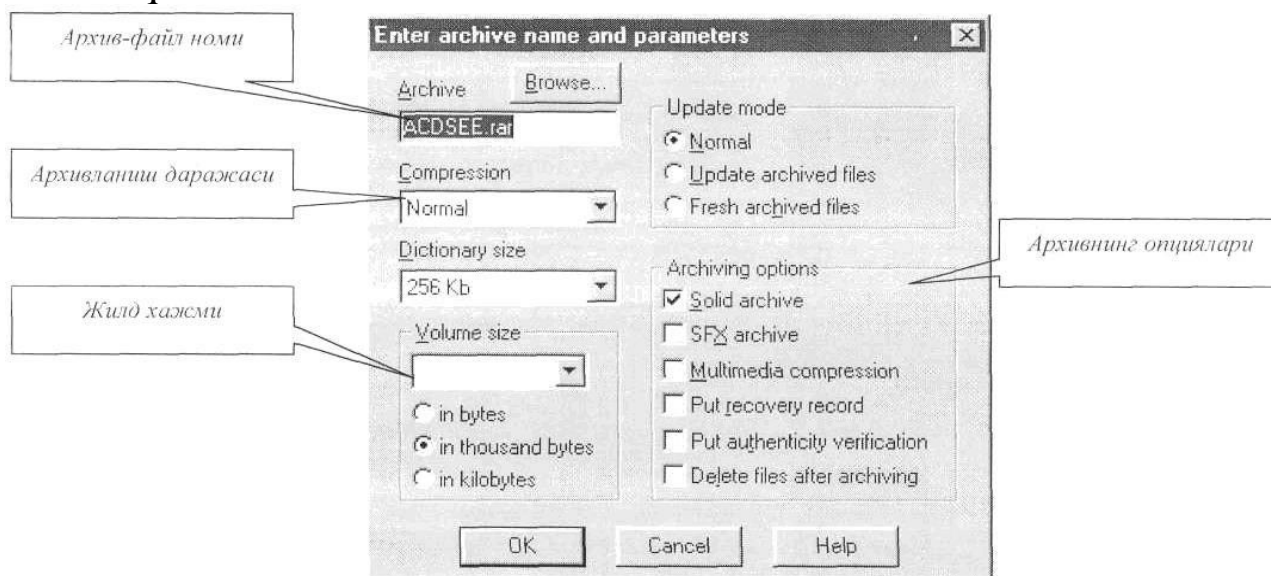 Архив-файл номи
Архивланиш даражаси
Жилд хажми
Архивнинг опциялари
Enter archive name and parameters
Archive
Browse...
ACDSEE.rar
Compression
Normal
Dictionary size
256 Kb
Volume size
in bytes
in thousand bytes
in kilobytes
Update mode
Normal
Update archived files
Fresh archived files
Archiving options
Solid archive
SFX archive
Multimedia compression
Put recovery record
Put authenticity verification
Delete files after archiving
OK
Cancel
Help